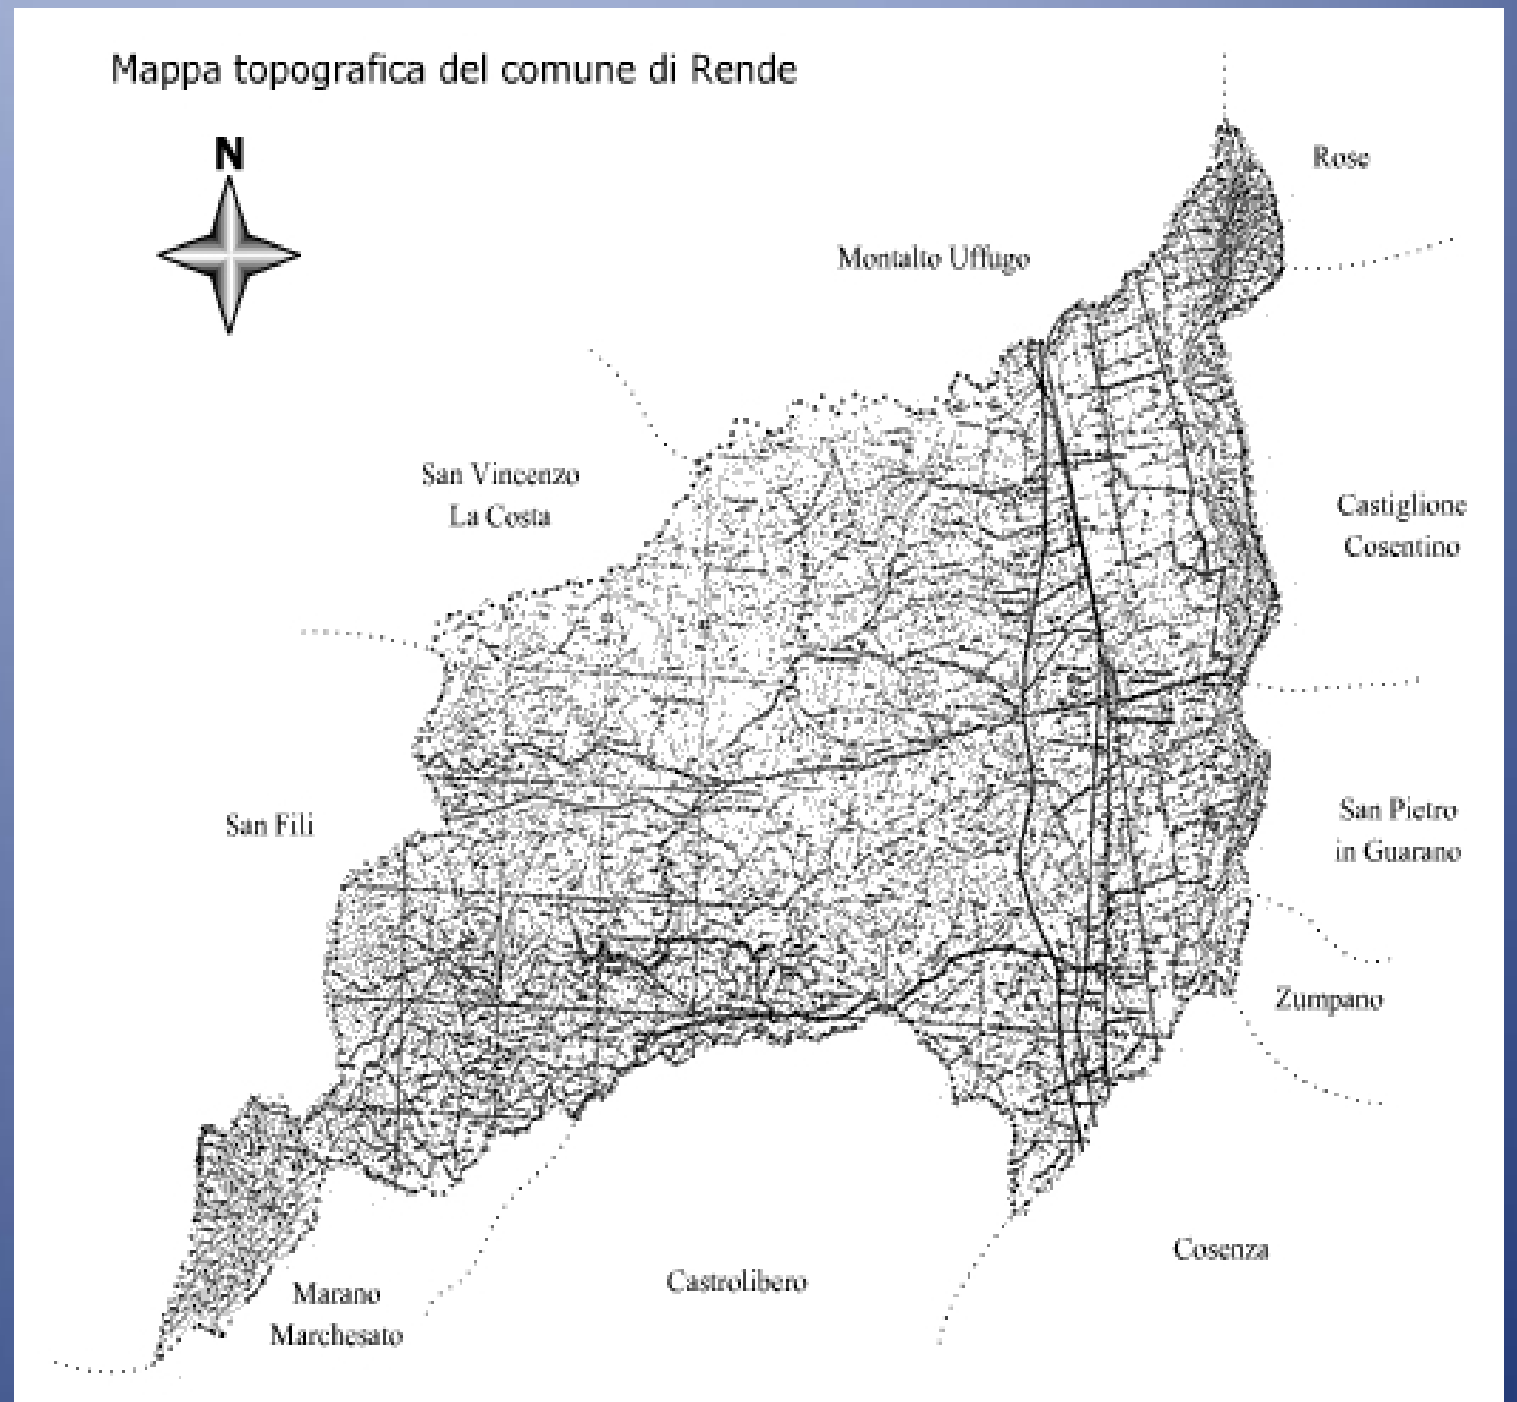 Mappa topografica del comune di Rende
N
Rose
Montalto Uffugo
San Vincenzo
La Costa
Castiglione
Cosentino
San Fili
San Pietro
in Guarano
Zumpano
Cosenza
Castrolibero
Marano
Marchesato